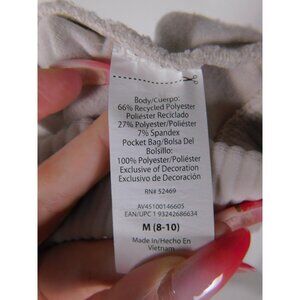 Body/Cuerpo:
66% Recycled Polyester
Poliéster Reciclado
27% Polyester/Poliéster
7% Spandex
Pocket Bag/Bolsa Del
Bolsillo:
100% Polyester/Poliéster
Exclusive of Decoration
Exclusivo de Decoración
RN# 52469
AV45100146605
EAN/UPC 1 93242686634
M (8-10)
Made in/Hecho En
Vietnam